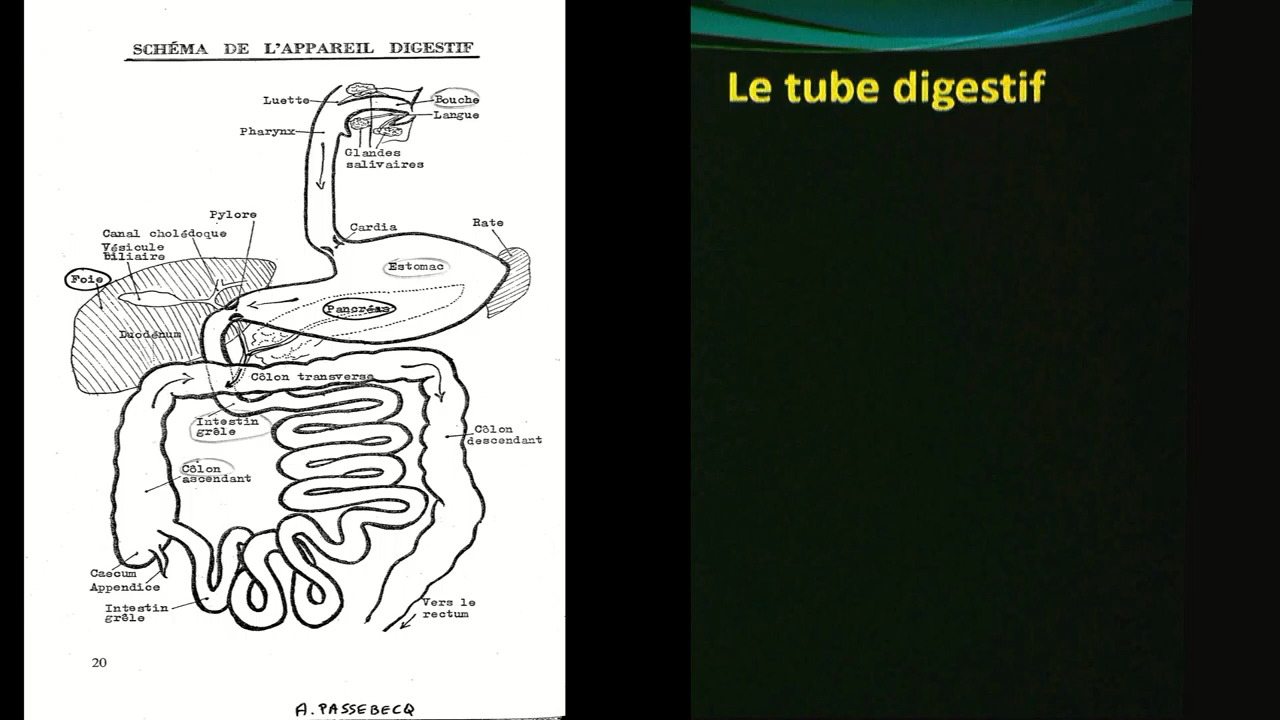 SCHÉMA DE L'APPAREIL DIGESTIF
Luette
Bouche
Langue
Pharynx
Glandes
salivaires
Pylore
Cardia
Rate
Canal cholédoque
Vésicule
Biliaire
Foie
Estomac
Pancréas
Duodénum
Côlon transverse
Intestin
grêle
Côlon
descendant
Côlon
ascendant
Caecum
Appendice
Intestin
grêle
Vers le
rectum
20
A. PASSEBECQ
Le tube digestif